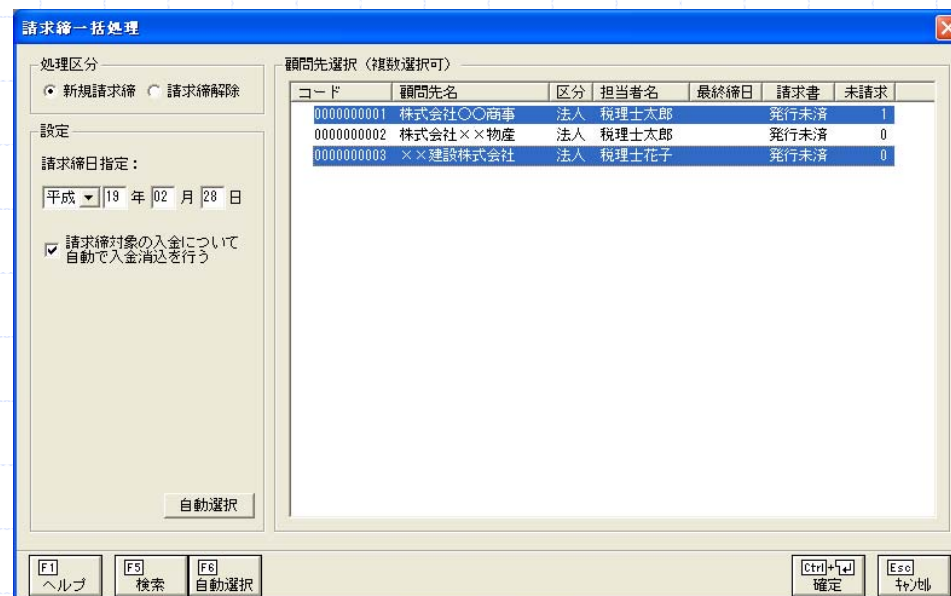 請求締一括処理
処理区分
新規請求締 請求締解除
設定
請求締日指定：
平成 19 年 02 月 28 日
請求締対象の入金について
自動で入金消込を行う
自動選択
顧問先選択（複数選択可）
コード 顧問先名 区分 担当者名 最終締日 請求書 未請求
0000000001 株式会社〇〇商事 法人 税理士太郎 発行未済 1
0000000002 株式会社××物産 法人 税理士太郎 発行未済 0
0000000003 ××建設株式会社 法人 税理士花子 発行未済 0
F1 ヘルプ
F5 検索
F6 自動選択
Ctrl+↵ 確定
Esc ｷｬﾝｾﾙ